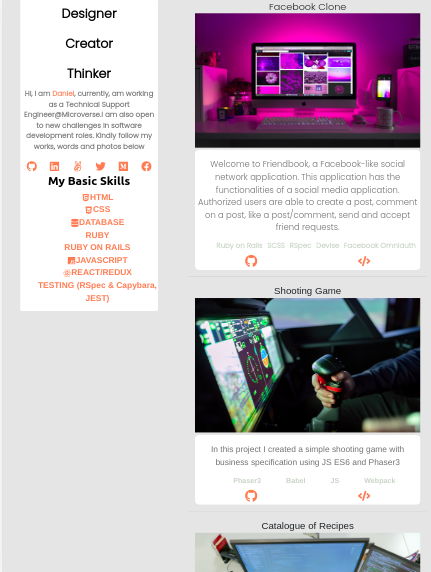 Designer
Creator
Thinker
Hi, I am Daniel, currently, am working
as a Technical Support
Engineer@Microverse.I am also open
to new challenges in software
development roles. Kindly follow my
works, words and photos below
My Basic Skills
HTML
CSS
DATABASE
RUBY
RUBY ON RAILS
JAVASCRIPT
REACT/REDUX
TESTING (RSpec & Capybara,
JEST)
Facebook Clone
Welcome to Friendbook, a Facebook-like social
network application. This application has the
functionalities of a social media application.
Authorized users are able to create a post, comment
on a post, like a post/comment, send and accept
friend requests.
Ruby on Rails SCSS RSpec Devise Facebook Omniauth
Shooting Game
In this project I created a simple shooting game with
business specification using JS ES6 and Phaser3
Phaser3 Babel JS Webpack
Catalogue of Recipes